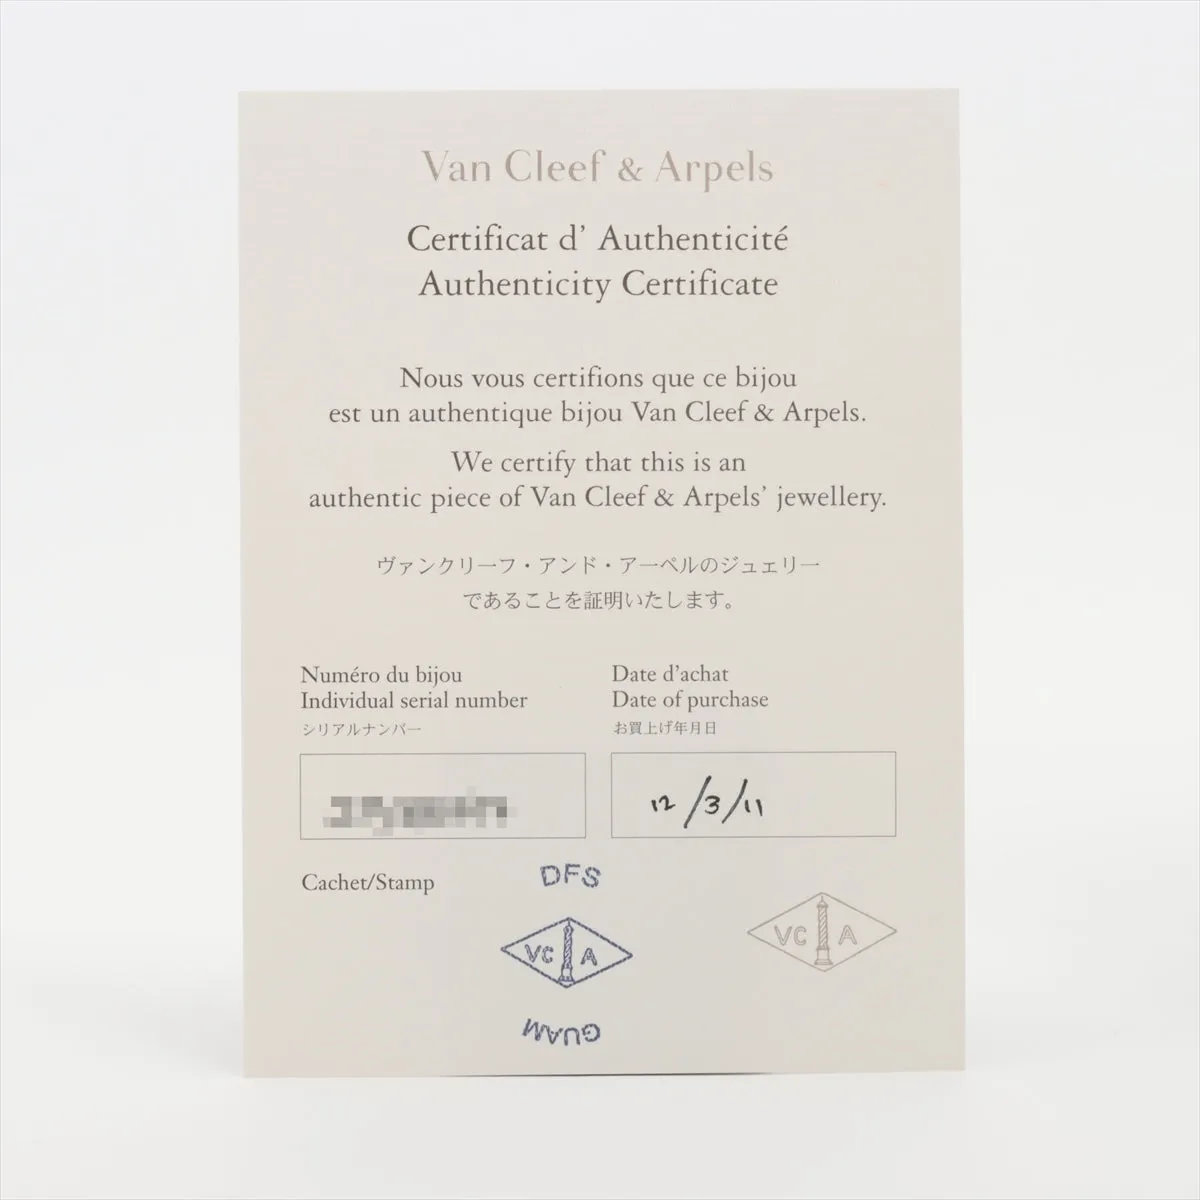 Van Cleef & Arpels
Certificat d' Authenticité
Authenticity Certificate
Nous vous certifions que ce bijou
est un authentique bijou Van Cleef & Arpels.
We certify that this is an
authentic piece of Van Cleef & Arpels' jewellery.
ヴァンクリーフ・アンド・アーペルのジュエリー
であることを証明いたします。
Numéro du bijou
Individual serial number
シリアルナンバー
Date d'achat
Date of purchase
お買上げ年月日
12/3/11
Cachet/Stamp
DFS
VC A
GUAM
VC A